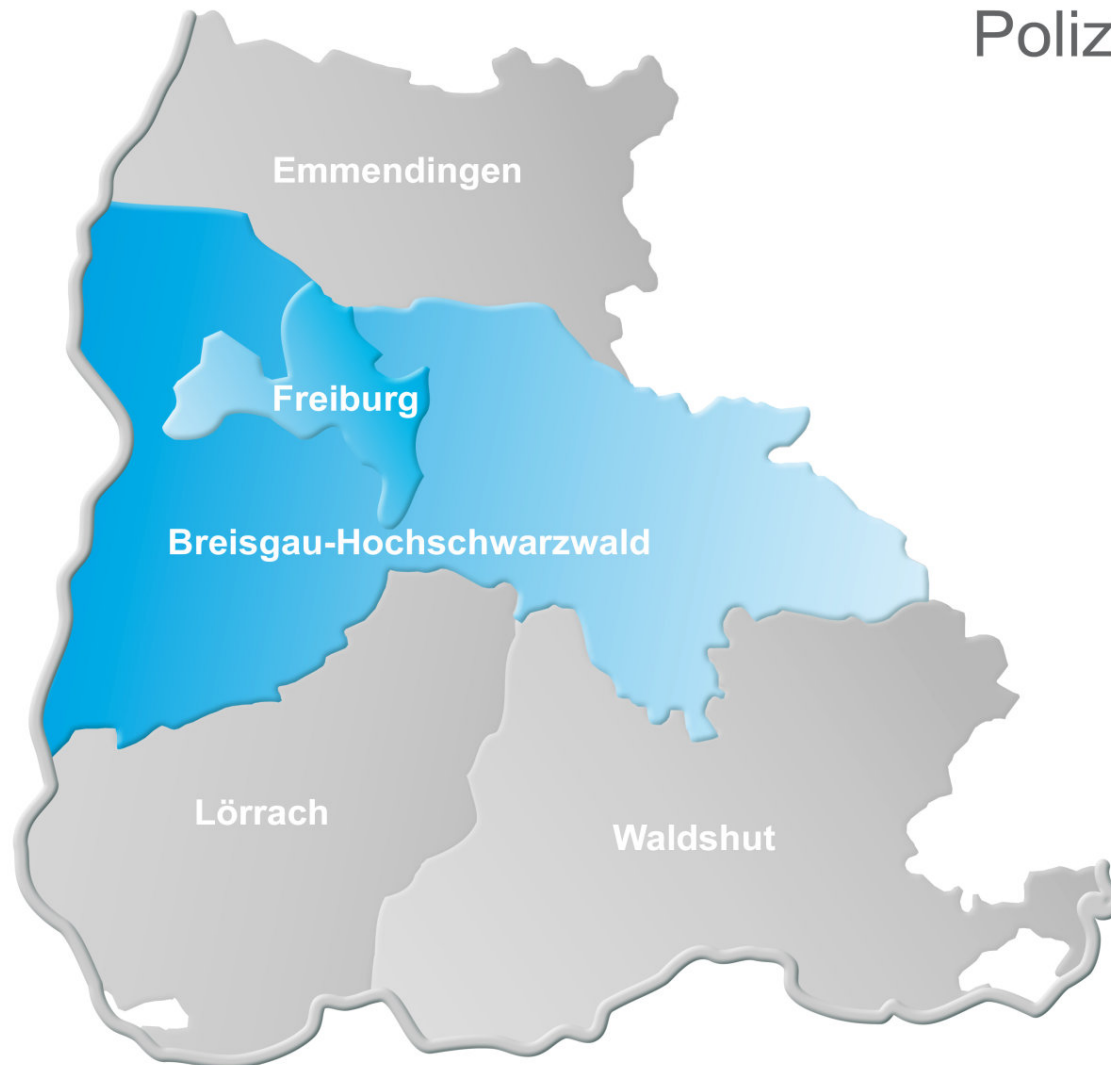 Poliz
Emmendingen
Freiburg
Breisgau-Hochschwarzwald
Lörrach
Waldshut